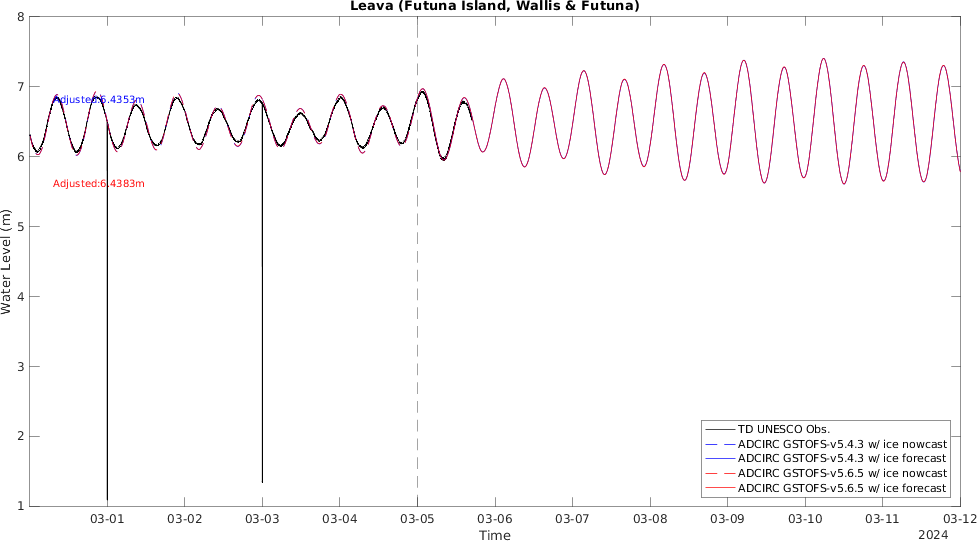 Leava (Futuna Island, Wallis & Futuna)
8
7
6
5
4
3
2
1
Water Level (m)
Adjusted:6.4353m
Adjusted:6.4383m
TD UNESCO Obs.
ADCIRC GSTOFS-v5.4.3 w/ ice nowcast
ADCIRC GSTOFS-v5.4.3 w/ ice forecast
ADCIRC GSTOFS-v5.6.5 w/ ice nowcast
ADCIRC GSTOFS-v5.6.5 w/ ice forecast
03-01 03-02 03-03 03-04 03-05 03-06 03-07 03-08 03-09 03-10 03-11 03-12
Time
2024